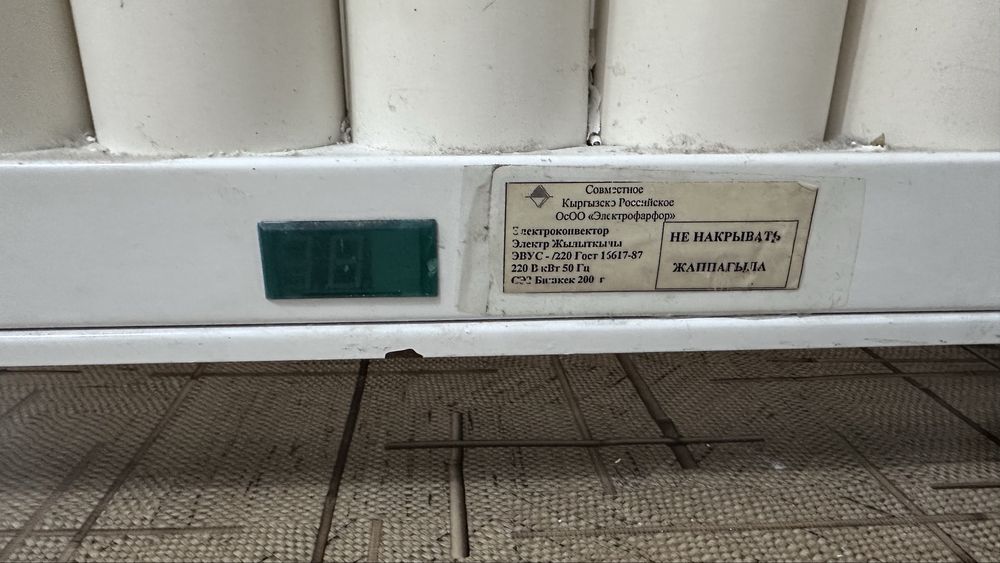 Совместное
Кыргызско Российское
ОсОО «Электрофарфор»
Электроконвектор
Электр Жылыткычы
ЭВУС - /220 Гост 15617-87
220 В кВт 50 Гц
Бишкек 200 г
НЕ НАКРЫВАТЬ
ЖАППАГЫЛА